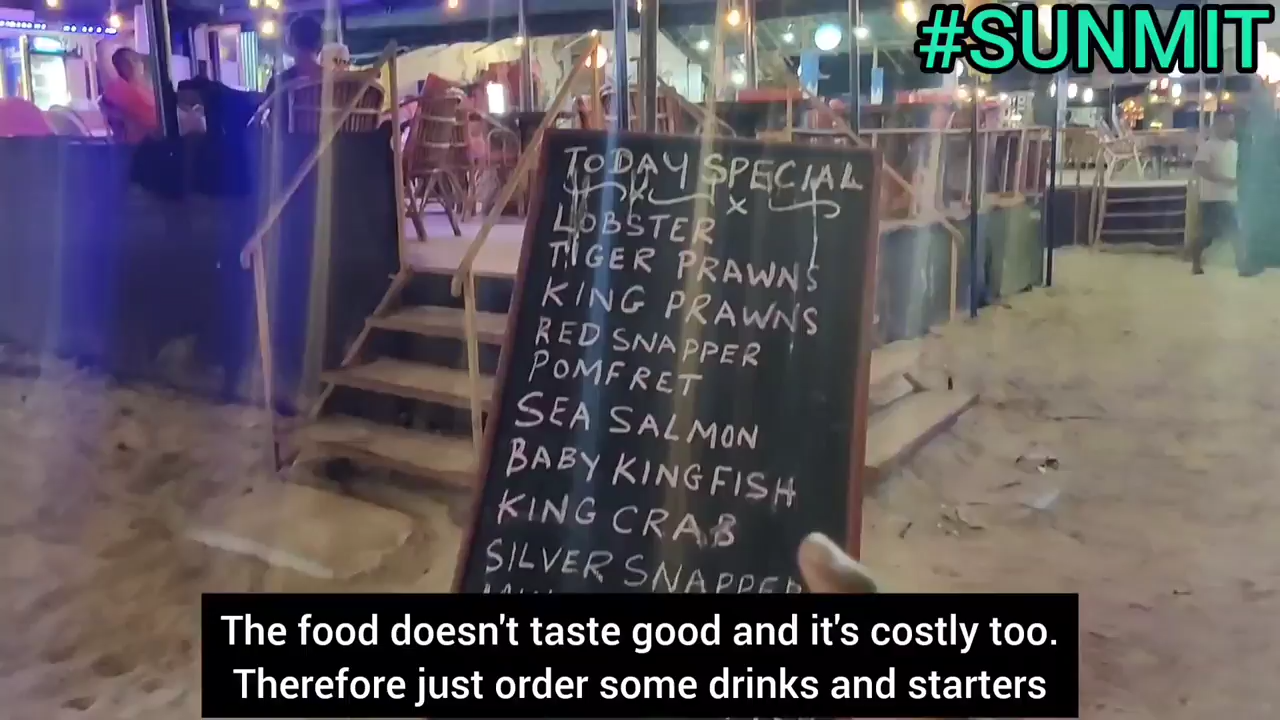 #SUNMIT
TODAY SPECIAL
LOBSTER
TIGER PRAWNS
KING PRAWNS
RED SNAPPER
POMFRET
SEA SALMON
BABY KINGFISH
KING CRAB
SILVER SNAPPER
The food doesn't taste good and it's costly too.
Therefore just order some drinks and starters